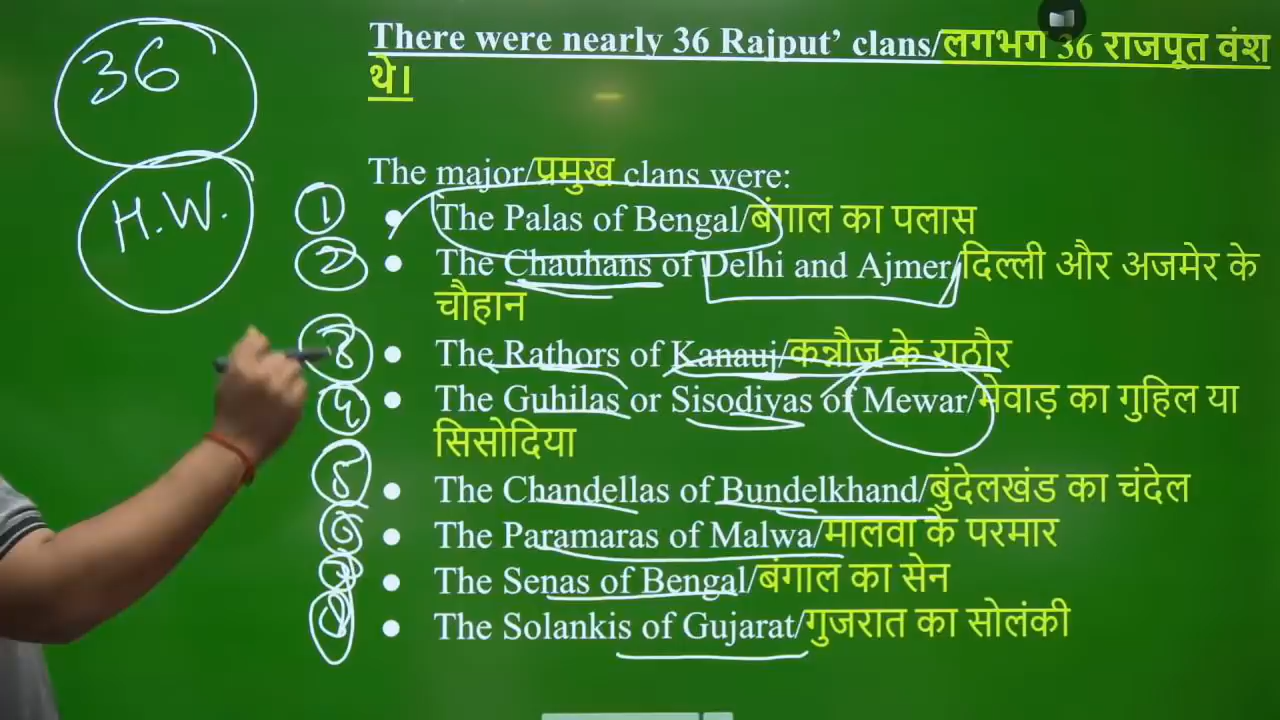 There were nearly 36 Rajput’ clans/लगभग 36 राजपूत वंश
थे।
36
The major/प्रमुख clans were:
H.W.
1 • The Palas of Bengal/बंगाल का पलास
2 • The Chauhans of Delhi and Ajmer/दिल्ली और अजमेर के
चौहान
3 • The Rathors of Kanauj/कन्नौज के राठौर
4 • The Guhilas or Sisodiyas of Mewar/मेवाड़ का गुहिल या
सिसोदिया
5 • The Chandellas of Bundelkhand/बुंदेलखंड का चंदेल
6 • The Paramaras of Malwa/मालवा के परमार
7 • The Senas of Bengal/बंगाल का सेन
8 • The Solankis of Gujarat/गुजरात का सोलंकी